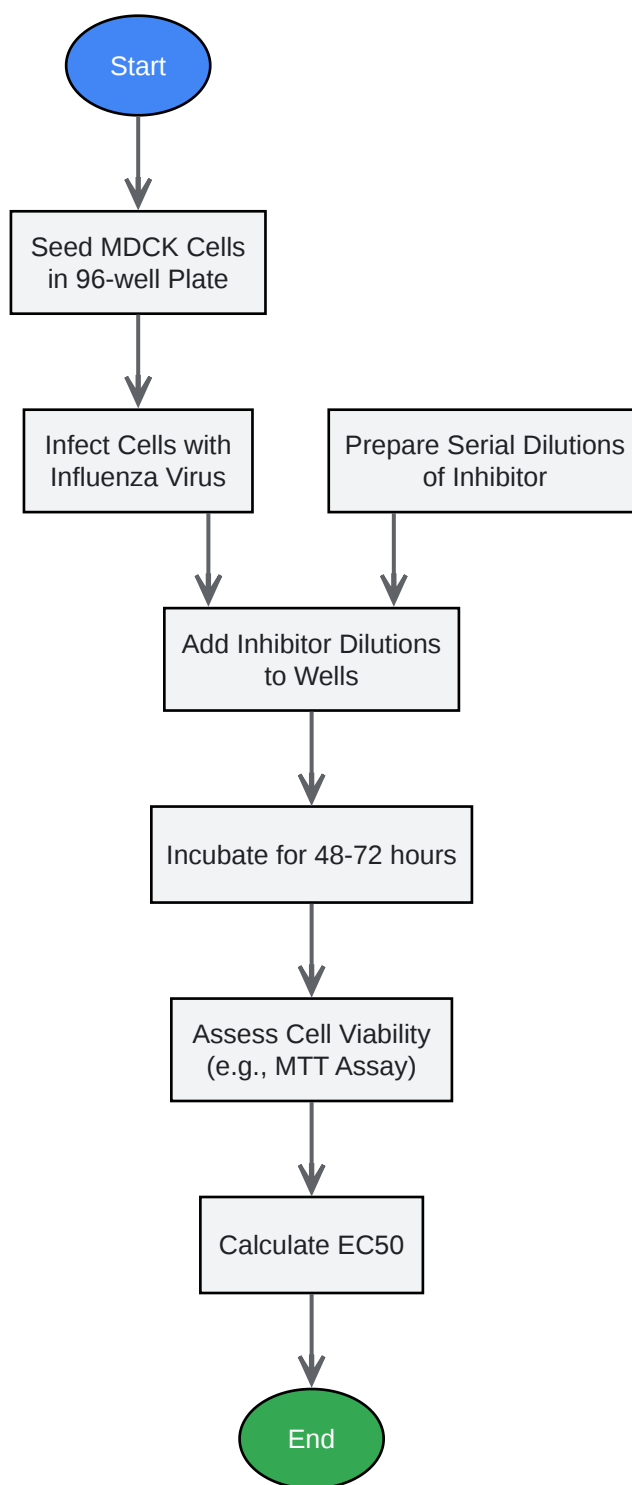 Start
Seed MDCK Cells
in 96-well Plate
Infect Cells with
Influenza Virus
Prepare Serial Dilutions
of Inhibitor
Add Inhibitor Dilutions
to Wells
Incubate for 48-72 hours
Assess Cell Viability
(e.g., MTT Assay)
Calculate EC50
End